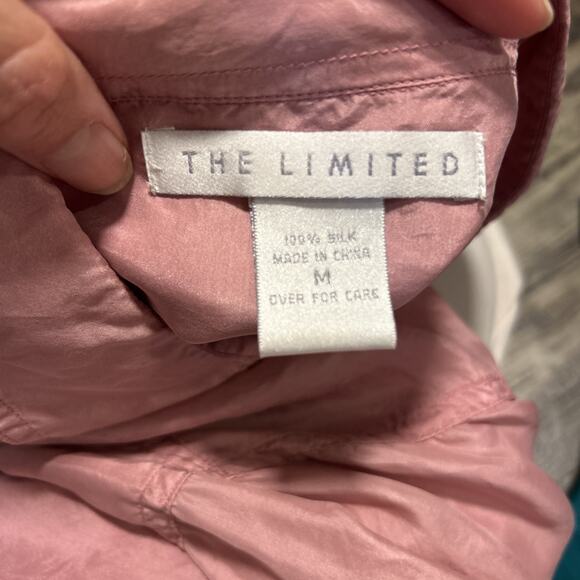 THE LIMITED
100% SILK
MADE IN CHINA
M
OVER FOR CARE